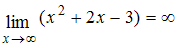 lim (x² + 2x − 3) = ∞
x→∞